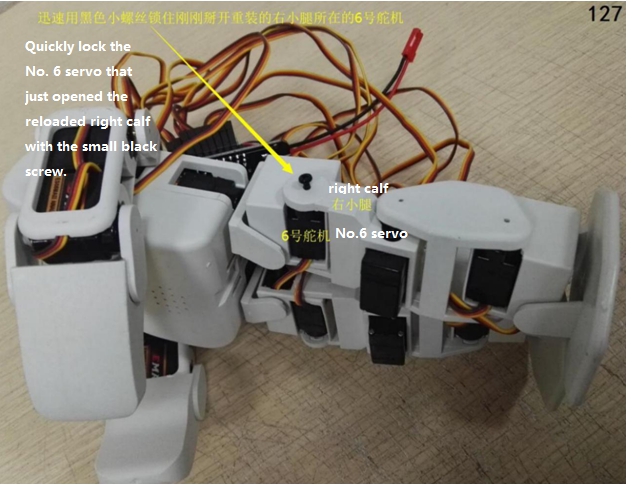 迅速用黑色小螺丝锁住刚刚掰开重装的右小腿所在的6号舵机
127
Quickly lock the
No. 6 servo that
just opened the
reloaded right calf
with the small black
screw.
right calf
右小腿
6号舵机 No.6 servo